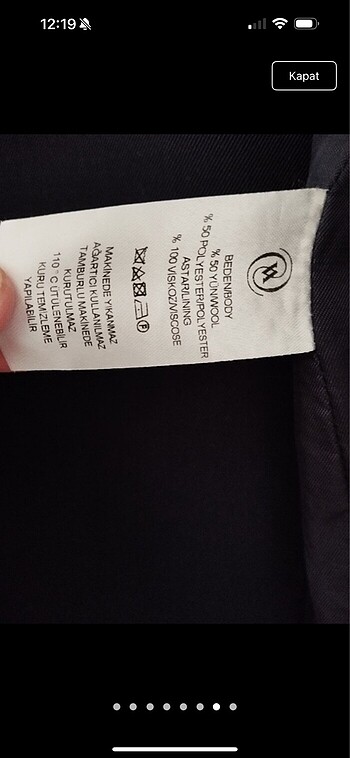 12:19
Kapat
BEDEN/BODY
% 50 YÜN/WOOL
% 50 POLYESTER/POLYESTER
ASTAR/LINING
% 100 VİSKOZ/VISCOSE
P
MAKİNEDE YIKANMAZ
AĞARTICI KULLANILMAZ
TAMBURLU MAKİNEDE
KURUTULMAZ
110 °C ÜTÜLENEBİLİR
KURU TEMİZLEME
YAPILABİLİR